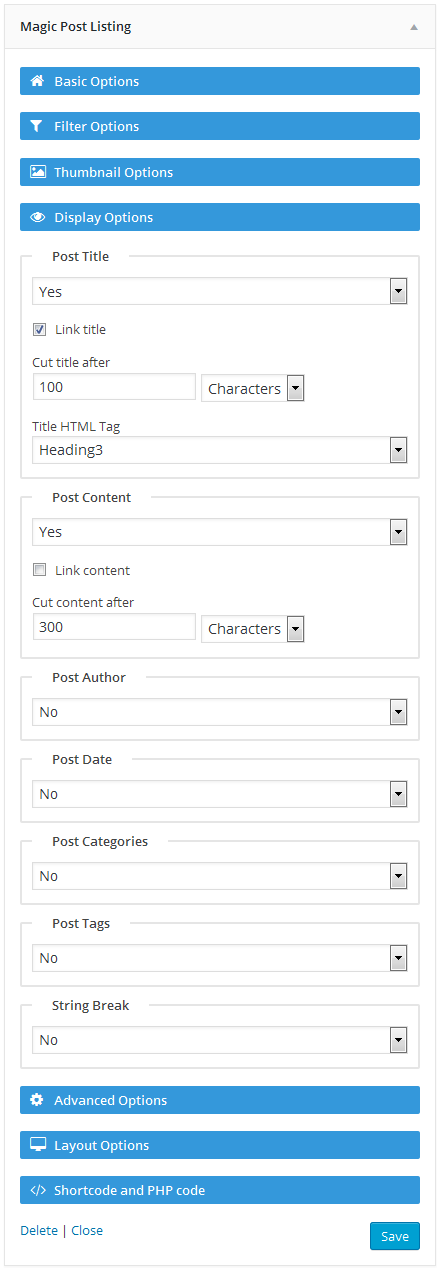 Magic Post Listing
Basic Options
Filter Options
Thumbnail Options
Display Options
Post Title
Yes
Link title
Cut title after
100 Characters
Title HTML Tag
Heading3
Post Content
Yes
Link content
Cut content after
300 Characters
Post Author
No
Post Date
No
Post Categories
No
Post Tags
No
String Break
No
Advanced Options
Layout Options
</> Shortcode and PHP code
Delete | Close Save